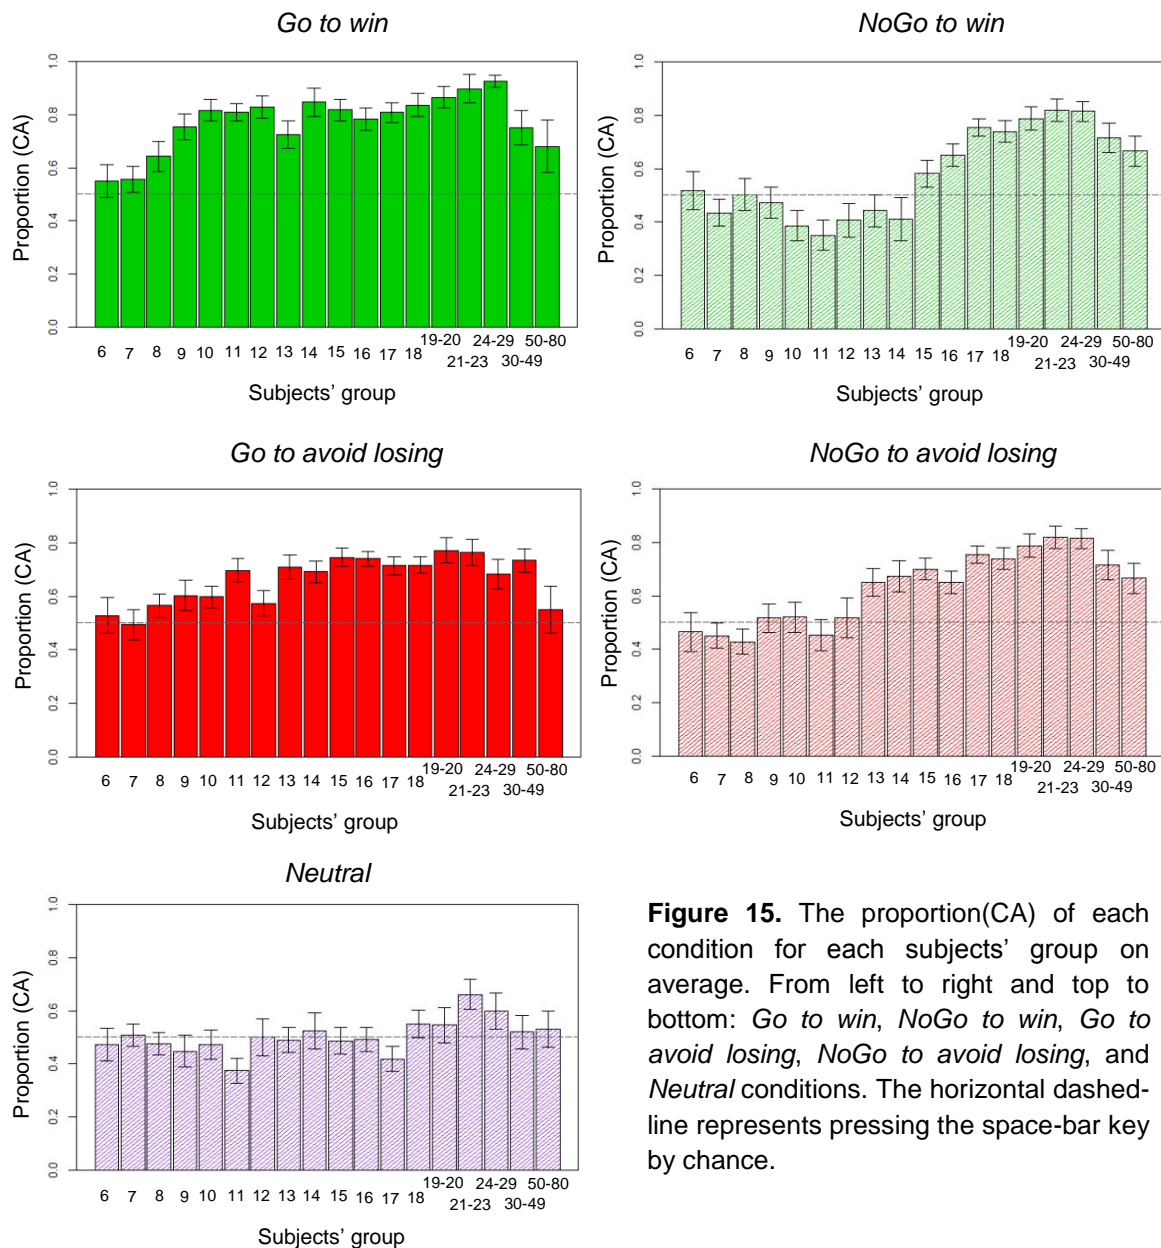 Go to win
Proportion (CA)
0.0 0.2 0.4 0.6 0.8 1.0
6 7 8 9 10 11 12 13 14 15 16 17 18 19-20 21-23 24-29 30-49 50-80
Subjects' group
NoGo to win
Proportion (CA)
0.0 0.2 0.4 0.6 0.8 1.0
6 7 8 9 10 11 12 13 14 15 16 17 18 19-20 21-23 24-29 30-49 50-80
Subjects' group
Go to avoid losing
Proportion (CA)
0.0 0.2 0.4 0.6 0.8 1.0
6 7 8 9 10 11 12 13 14 15 16 17 18 19-20 21-23 24-29 30-49 50-80
Subjects' group
NoGo to avoid losing
Proportion (CA)
0.0 0.2 0.4 0.6 0.8 1.0
6 7 8 9 10 11 12 13 14 15 16 17 18 19-20 21-23 24-29 30-49 50-80
Subjects' group
Neutral
Proportion (CA)
0.0 0.2 0.4 0.6 0.8 1.0
6 7 8 9 10 11 12 13 14 15 16 17 18 19-20 21-23 24-29 30-49 50-80
Subjects' group
Figure 15. The proportion(CA) of each
condition for each subjects' group on
average. From left to right and top to
bottom: Go to win, NoGo to win, Go to
avoid losing, NoGo to avoid losing, and
Neutral conditions. The horizontal dashed-
line represents pressing the space-bar key
by chance.